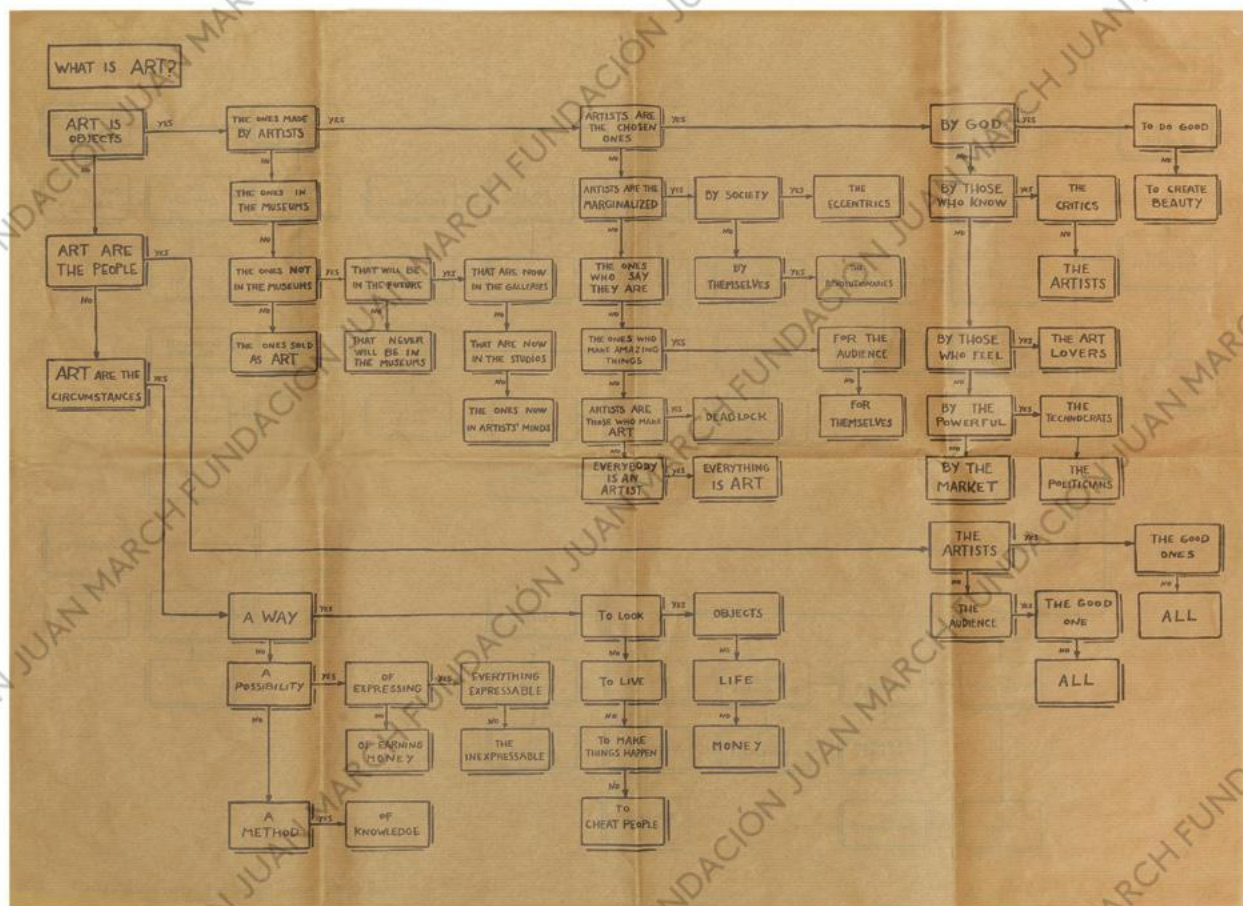 WHAT IS ART?
ART IS
OBJECTS
YES
THE ONES MADE
BY ARTISTS
YES
ARTISTS ARE
THE CHOSEN
ONES
YES
BY GOD
YES
TO DO GOOD
NO
NO
NO
NO
NO
THE ONES IN
THE MUSEUMS
ARTISTS ARE THE
MARGINALIZED
YES
BY SOCIETY
YES
THE
ECCENTRICS
BY THOSE
WHO KNOW
YES
THE
CRITICS
TO CREATE
BEAUTY
NO
NO
NO
NO
NO
ART ARE
THE PEOPLE
YES
THE ONES NOT
IN THE MUSEUMS
YES
THAT WILL BE
IN THE FUTURE
YES
THAT ARE NOW
IN THE GALLERIES
THE ONES
WHO SAY
THEY ARE
BY
THEMSELVES
YES
REVOLUTIONARIES
THE
ARTISTS
NO
NO
NO
NO
NO
THE ONES SOLD
AS ART
THAT NEVER
WILL BE IN
THE MUSEUMS
THAT ARE NOW
IN THE STUDIOS
THE ONES WHO
MAKE AMAZING
THINGS
YES
FOR THE
AUDIENCE
BY THOSE
WHO FEEL
YES
THE ART
LOVERS
NO
NO
NO
NO
ART ARE THE
CIRCUMSTANCES
YES
THE ONES NOW
IN ARTISTS' MINDS
ARTISTS ARE
THOSE WHO MAKE
ART
YES
DEADLOCK
FOR
THEMSELVES
BY THE
POWERFUL
YES
THE
TECHNOCRATS
NO
NO
EVERYBODY
IS AN
ARTIST
YES
EVERYTHING
IS ART
BY THE
MARKET
THE
POLITICIANS
THE
ARTISTS
YES
THE GOOD
ONES
NO
NO
A WAY
YES
TO LOOK
YES
OBJECTS
THE
AUDIENCE
YES
THE GOOD
ONE
ALL
NO
NO
NO
NO
A
POSSIBILITY
YES
OF
EXPRESSING
YES
EVERYTHING
EXPRESSABLE
TO LIVE
LIFE
ALL
NO
NO
NO
NO
NO
OF EARNING
MONEY
THE
INEXPRESSABLE
TO MAKE
THINGS HAPPEN
MONEY
NO
A
METHOD
YES
OF
KNOWLEDGE
TO
CHEAT PEOPLE
FUNDACIÓN JUAN MARCH